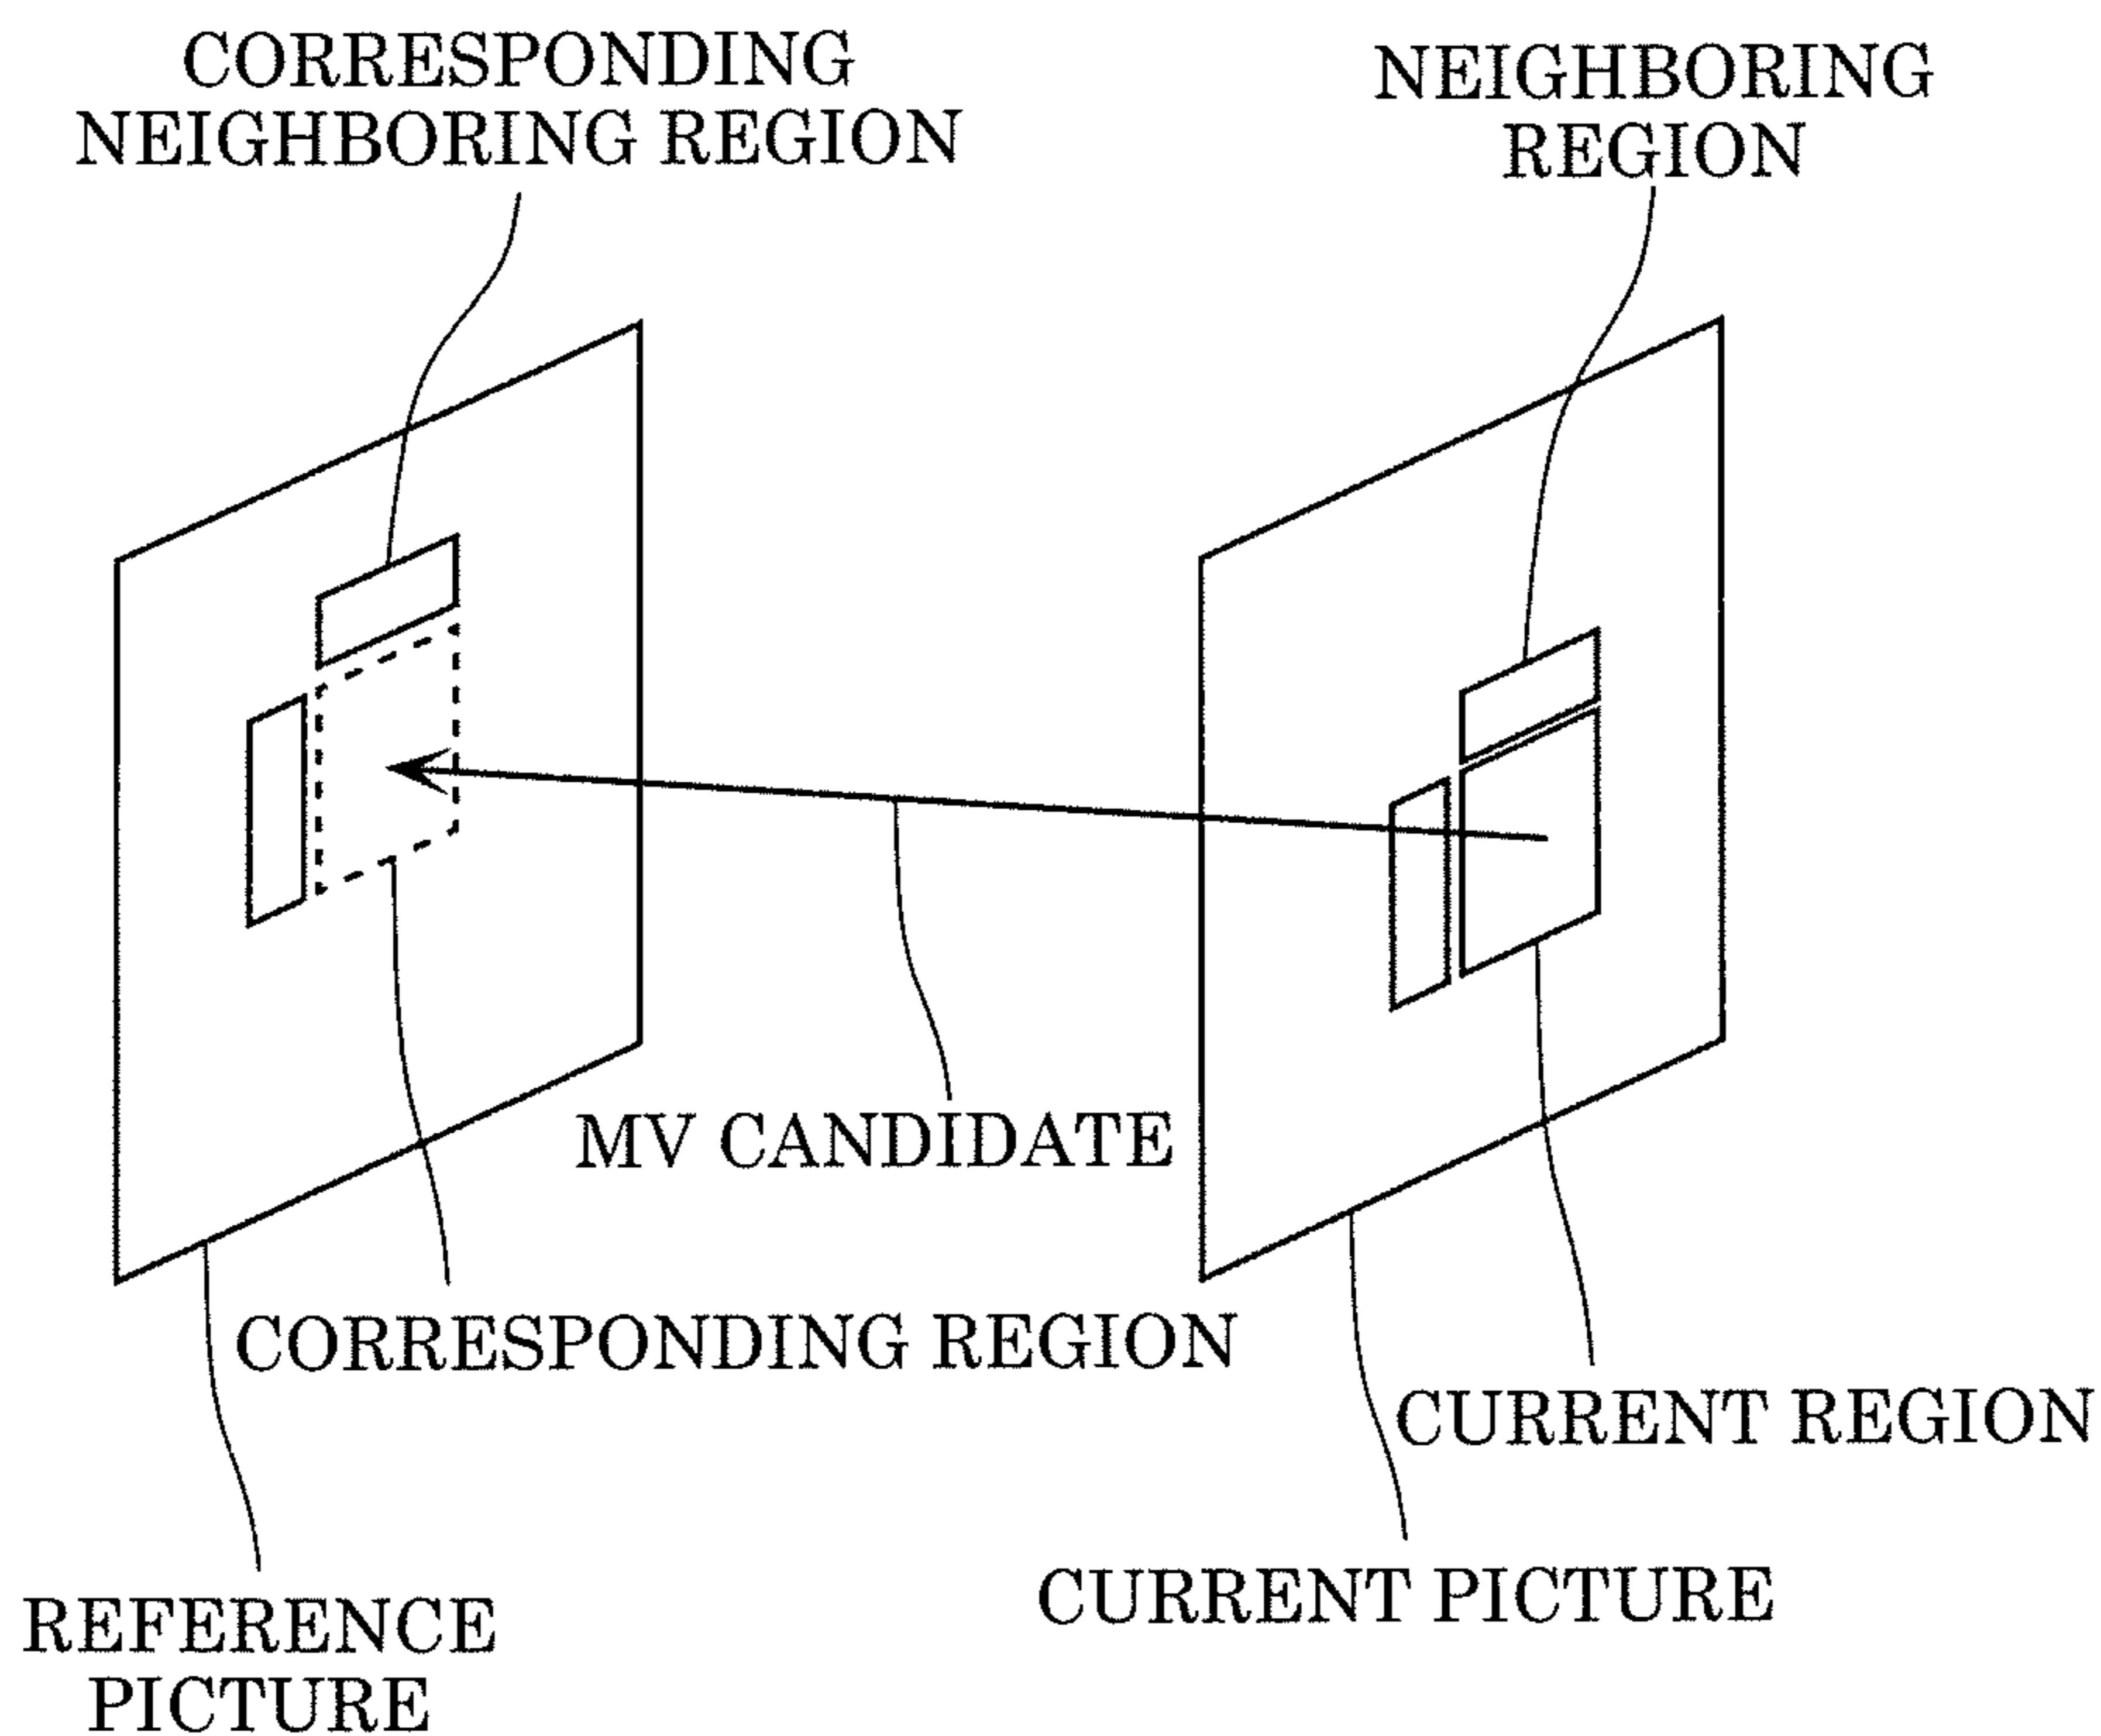 CORRESPONDING
NEIGHBORING REGION
NEIGHBORING
REGION
MV CANDIDATE
CORRESPONDING REGION
CURRENT REGION
CURRENT PICTURE
REFERENCE
PICTURE